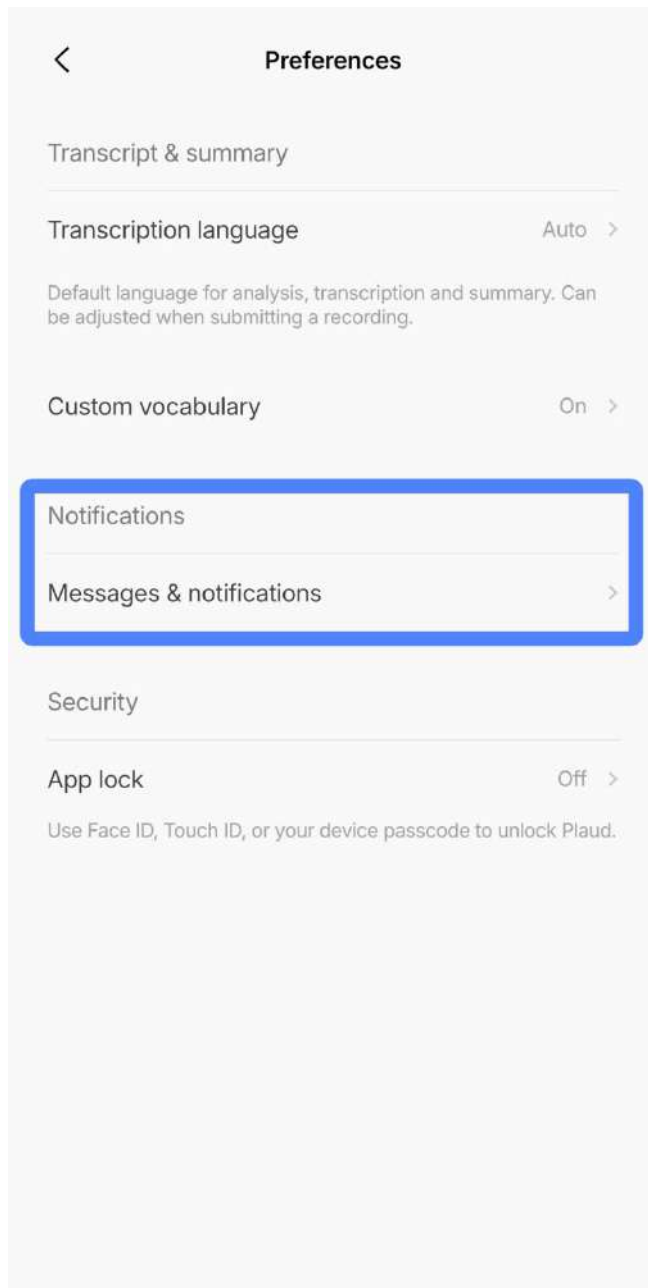 Preferences
Transcript & summary
Transcription language Auto
Default language for analysis, transcription and summary. Can
be adjusted when submitting a recording.
Custom vocabulary On
Notifications
Messages & notifications
Security
App lock Off
Use Face ID, Touch ID, or your device passcode to unlock Plaud.